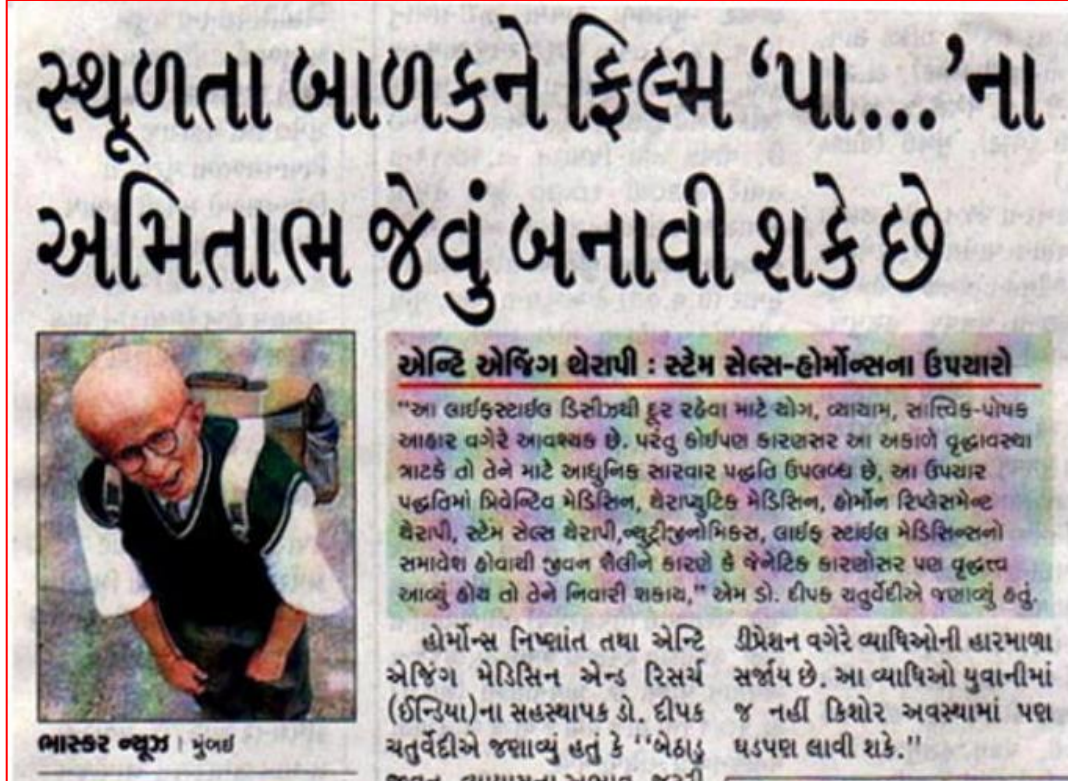 સ્થૂળતા બાળકને ફિલ્મ ‘પા...’ના
અમિતાભ જેવું બનાવી શકે છે
એન્ટિ એજિંગ થેરાપી : સ્ટેમ સેલ્સ-હોર્મોન્સના ઉપચારો
"આ લાઈફસ્ટાઈલ ડિસીઝથી દૂર રહેવા માટે યોગ, વ્યાયામ, સાત્ત્વિક-પોષક
આહાર વગેરે આવશ્યક છે. પરંતુ કોઈપણ કારણસર આ અકાળે વૃદ્ધાવસ્થા
ત્રાટકે તો તેને માટે આધુનિક સારવાર પદ્ધતિ ઉપલબ્ધ છે, આ ઉપચાર
પદ્ધતિમાં પ્રિવેન્ટિવ મેડિસિન, થેરાપ્યુટિક મેડિસિન, હોર્મોન રિપ્લેસમેન્ટ
થેરાપી, સ્ટેમ સેલ્સ થેરાપી,ન્યુટ્રીજીનોમિક્સ, લાઈફ સ્ટાઈલ મેડિસિન્સનો
સમાવેશ હોવાથી જીવન શૈલીને કારણે કે જેનેટિક કારણોસર પણ વૃદ્ધત્ત્વ
આવ્યું હોય તો તેને નિવારી શકાય," એમ ડો. દીપક ચતુર્વેદીએ જણાવ્યું હતું.
ભાસ્કર ન્યૂઝ । મુંબઈ
હોર્મોન્સ નિષ્ણાંત તથા એન્ટિ
એજિંગ મેડિસિન એન્ડ રિસર્ચ
(ઈન્ડિયા)ના સહસ્થાપક ડો. દીપક
ચતુર્વેદીએ જણાવ્યું હતું કે "બેઠાડુ
ડીપ્રેશન વગેરે વ્યાધિઓની હારમાળા
સર્જાય છે. આ વ્યાધિઓ યુવાનીમાં
જ નહીં કિશોર અવસ્થામાં પણ
ઘડપણ લાવી શકે."